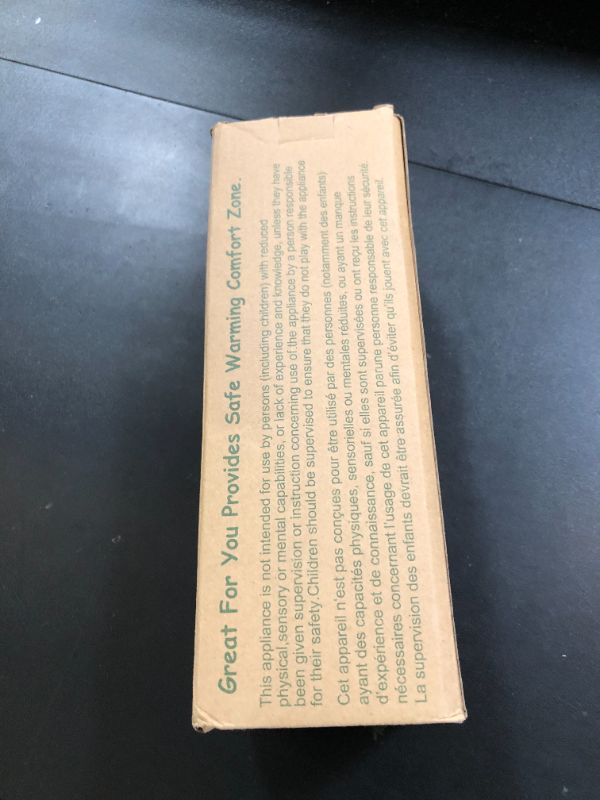 Great For You Provides Safe Warming Comfort Zone.
This appliance is not intended for use by persons (including children) with reduced
physical,sensory or mental capabilities, or lack of experience and knowledge, unless they have
been given supervision or instruction concerning use of the appliance by a person responsible
for their safety.Children should be supervised to ensure that they do not play with the appliance
Cet appareil n'est pas conçues pour être utilisé par des personnes (notamment des enfants)
ayant des capacités physiques, sensorielles ou mentales réduites, ou ayant un manque
d'expérience et de connaissance, sauf si elles sont supervisées ou ont reçu les instructions
nécessaires concernant l'usage de cet appareil parune personne responsable de leur sécurité.
La supervision des enfants devrait être assurée afin d'éviter qu'ils jouent avec cet appareil.